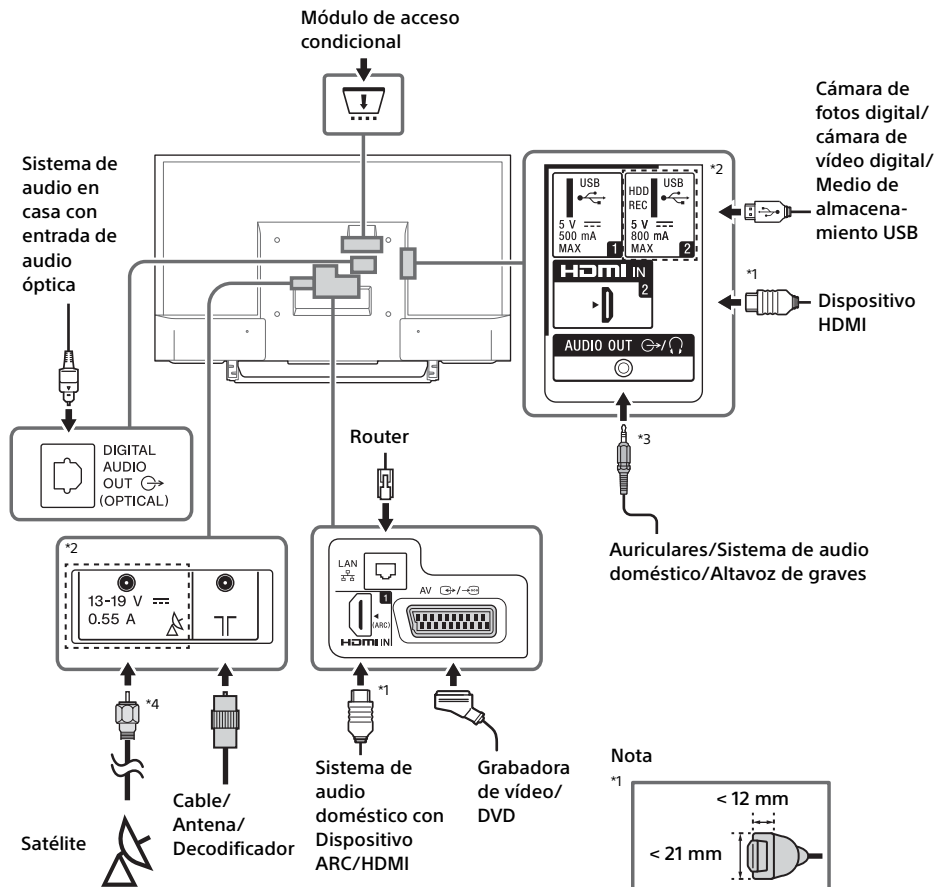 Módulo de acceso
condicional
Sistema de
audio en
casa con
entrada de
audio
óptica
Cámara de
fotos digital/
cámara de
vídeo digital/
Medio de
almacena-
miento USB
*2
USB
5 V
500 mA
MAX
1
HDD
REC
USB
5 V
800 mA
MAX
2
HDMI IN
2
*1
Dispositivo
HDMI
AUDIO OUT
*3
Auriculares/Sistema de audio
doméstico/Altavoz de graves
DIGITAL
AUDIO
OUT
(OPTICAL)
Router
*2
13-19 V
0.55 A
LAN
1
(ARC)
HDMI IN
AV
*4
*1
Satélite
Cable/
Antena/
Decodificador
Sistema de
audio
doméstico con
Dispositivo
ARC/HDMI
Grabadora
de vídeo/
DVD
Nota
*1
< 12 mm
< 21 mm